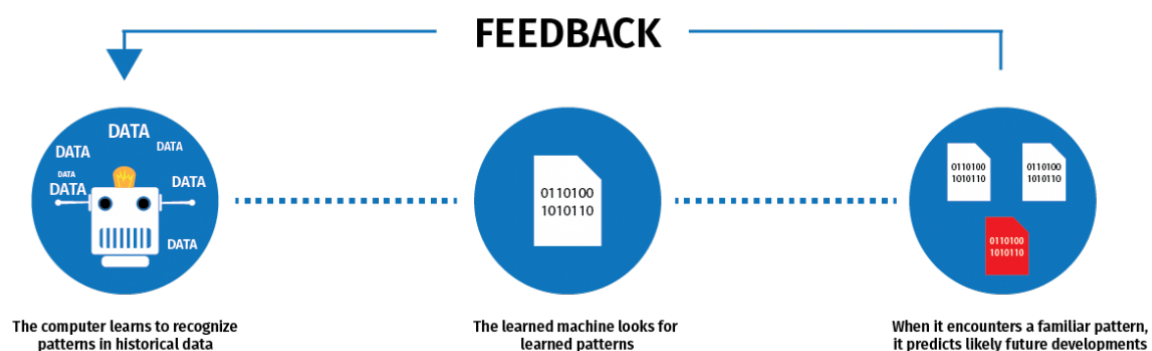 FEEDBACK
DATA
DATA
DATA
DATA
DATA
DATA
DATA
0110100
1010110
0110100
1010110
0110100
1010110
0110100
1010110
The computer learns to recognize
patterns in historical data
The learned machine looks for
learned patterns
When it encounters a familiar pattern,
it predicts likely future developments